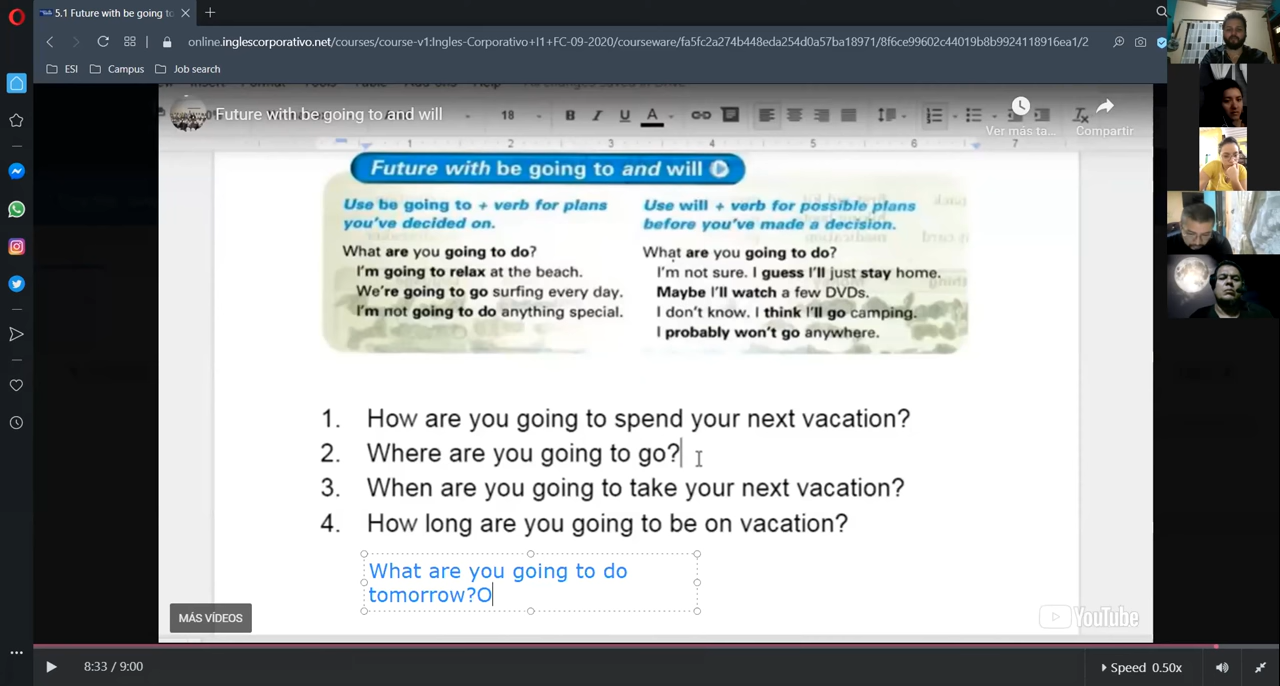 5.1 Future with be going to
online.inglescorporativo.net/courses/course-v1:Ingles-Corporativo+I1+FC-09-2020/courseware/fa5fc2a274b448eda254d0a57ba18971/8f6ce99602c44019b8b9924118916ea1/2
ESI Campus Job search
Future with be going to and will
18
Ver más ta...
Compartir
1 2 3 4 5 6 7
Future with be going to and will
Use be going to + verb for plans
you've decided on.
What are you going to do?
I'm going to relax at the beach.
We're going to go surfing every day.
I'm not going to do anything special.
Use will + verb for possible plans
before you've made a decision.
What are you going to do?
I'm not sure. I guess I'll just stay home.
Maybe I'll watch a few DVDs.
I don't know. I think I'll go camping.
I probably won't go anywhere.
1. How are you going to spend your next vacation?
2. Where are you going to go?
3. When are you going to take your next vacation?
4. How long are you going to be on vacation?
What are you going to do
tomorrow?O
MÁS VÍDEOS
YouTube
8:33 / 9:00
Speed 0.50x